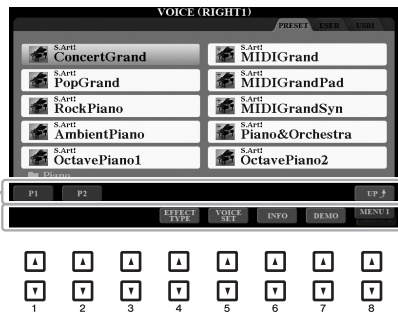 VOICE (RIGHT1)
PRESET USER USB1
S.Art!
ConcertGrand
S.Art!
MIDIGrand
S.Art!
PopGrand
S.Art!
MIDIGrandPad
S.Art!
RockPiano
S.Art!
MIDIGrandSyn
S.Art!
AmbientPiano
S.Art!
Piano&Orchestra
S.Art!
OctavePiano1
S.Art!
OctavePiano2
Piano
P1 P2 UP
EFFECT TYPE
VOICE SET
INFO
DEMO
MENU 1
1 2 3 4 5 6 7 8